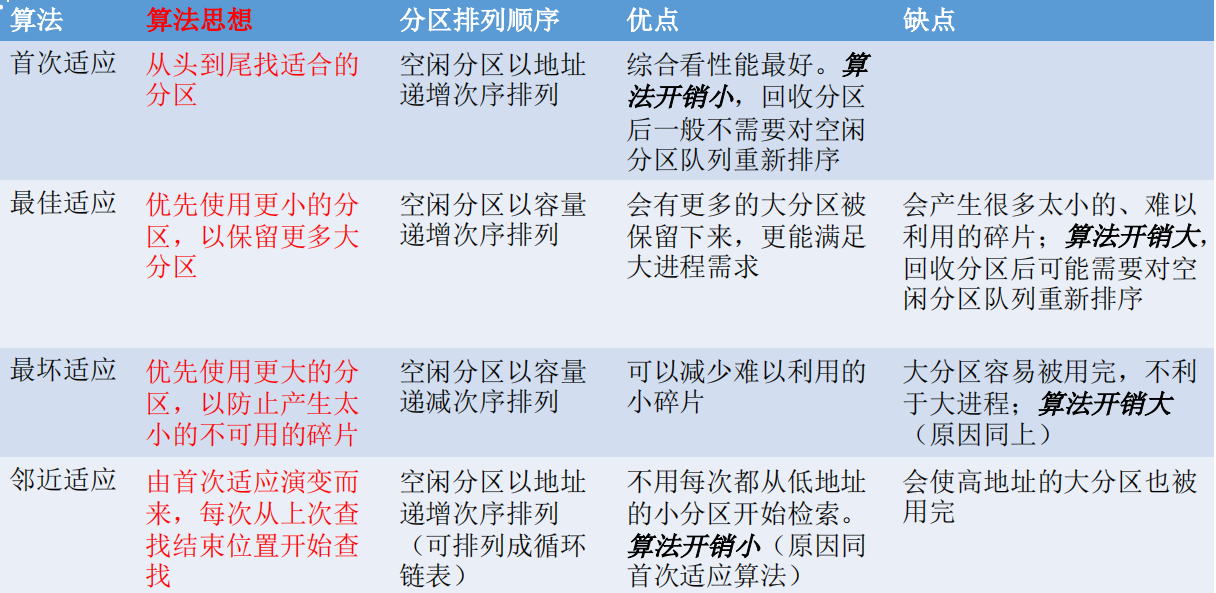 算法
算法思想
分区排列顺序
优点
缺点
首次适应
从头到尾找适合的
分区
空闲分区以地址
递增次序排列
综合看性能最好。算
法开销小，回收分区
后一般不需要对空闲
分区队列重新排序
最佳适应
优先使用更小的分
区，以保留更多大
分区
空闲分区以容量
递增次序排列
会有更多的大分区被
保留下来，更能满足
大进程需求
会产生很多太小的、难以
利用的碎片；算法开销大，
回收分区后可能需要对空
闲分区队列重新排序
最坏适应
优先使用更大的分
区，以防止产生太
小的不可用的碎片
空闲分区以容量
递减次序排列
可以减少难以利用的
小碎片
大分区容易被用完，不利
于大进程；算法开销大
（原因同上）
邻近适应
由首次适应演变而
来，每次从上次查
找结束位置开始查
找
空闲分区以地址
递增次序排列
（可排列成循环
链表）
不用每次都从低地址
的小分区开始检索。
算法开销小（原因同
首次适应算法）
会使高地址的大分区也被
用完